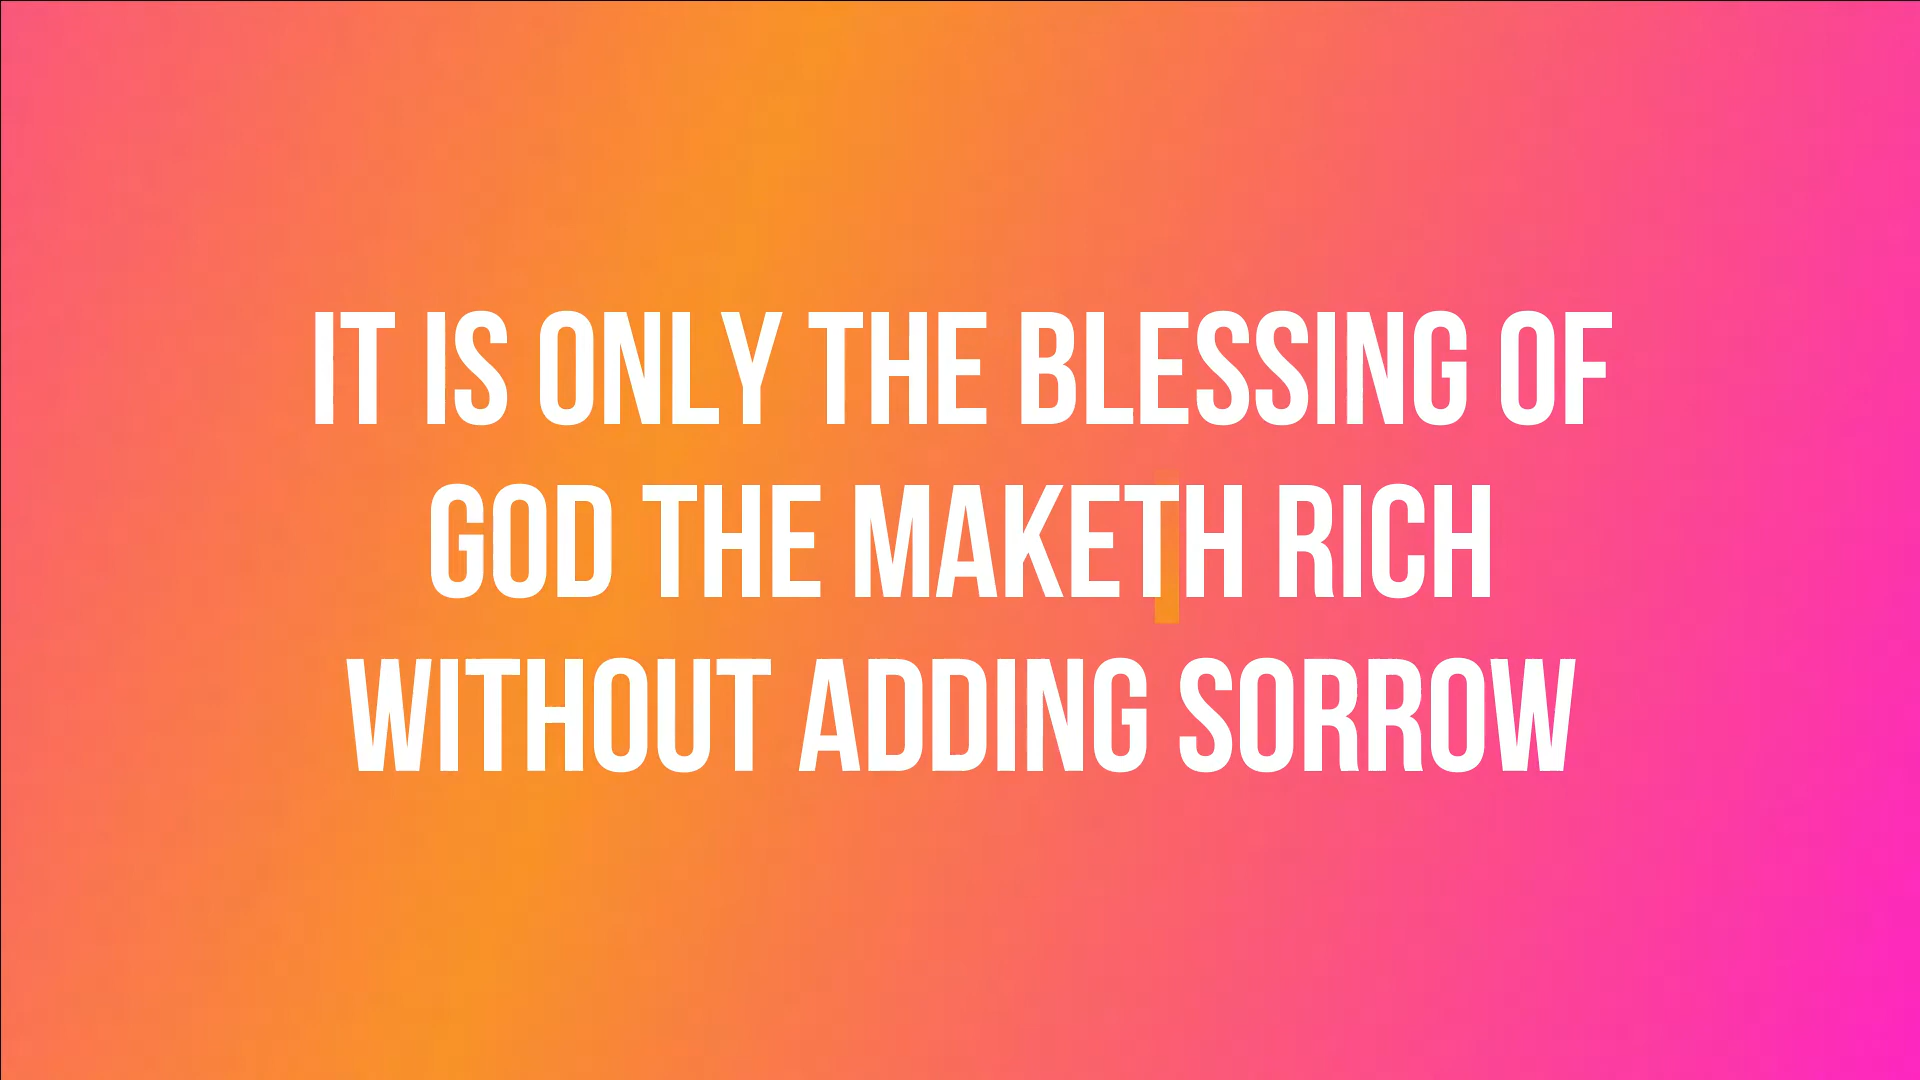 IT IS ONLY THE BLESSING OF
GOD THE MAKETH RICH
WITHOUT ADDING SORROW